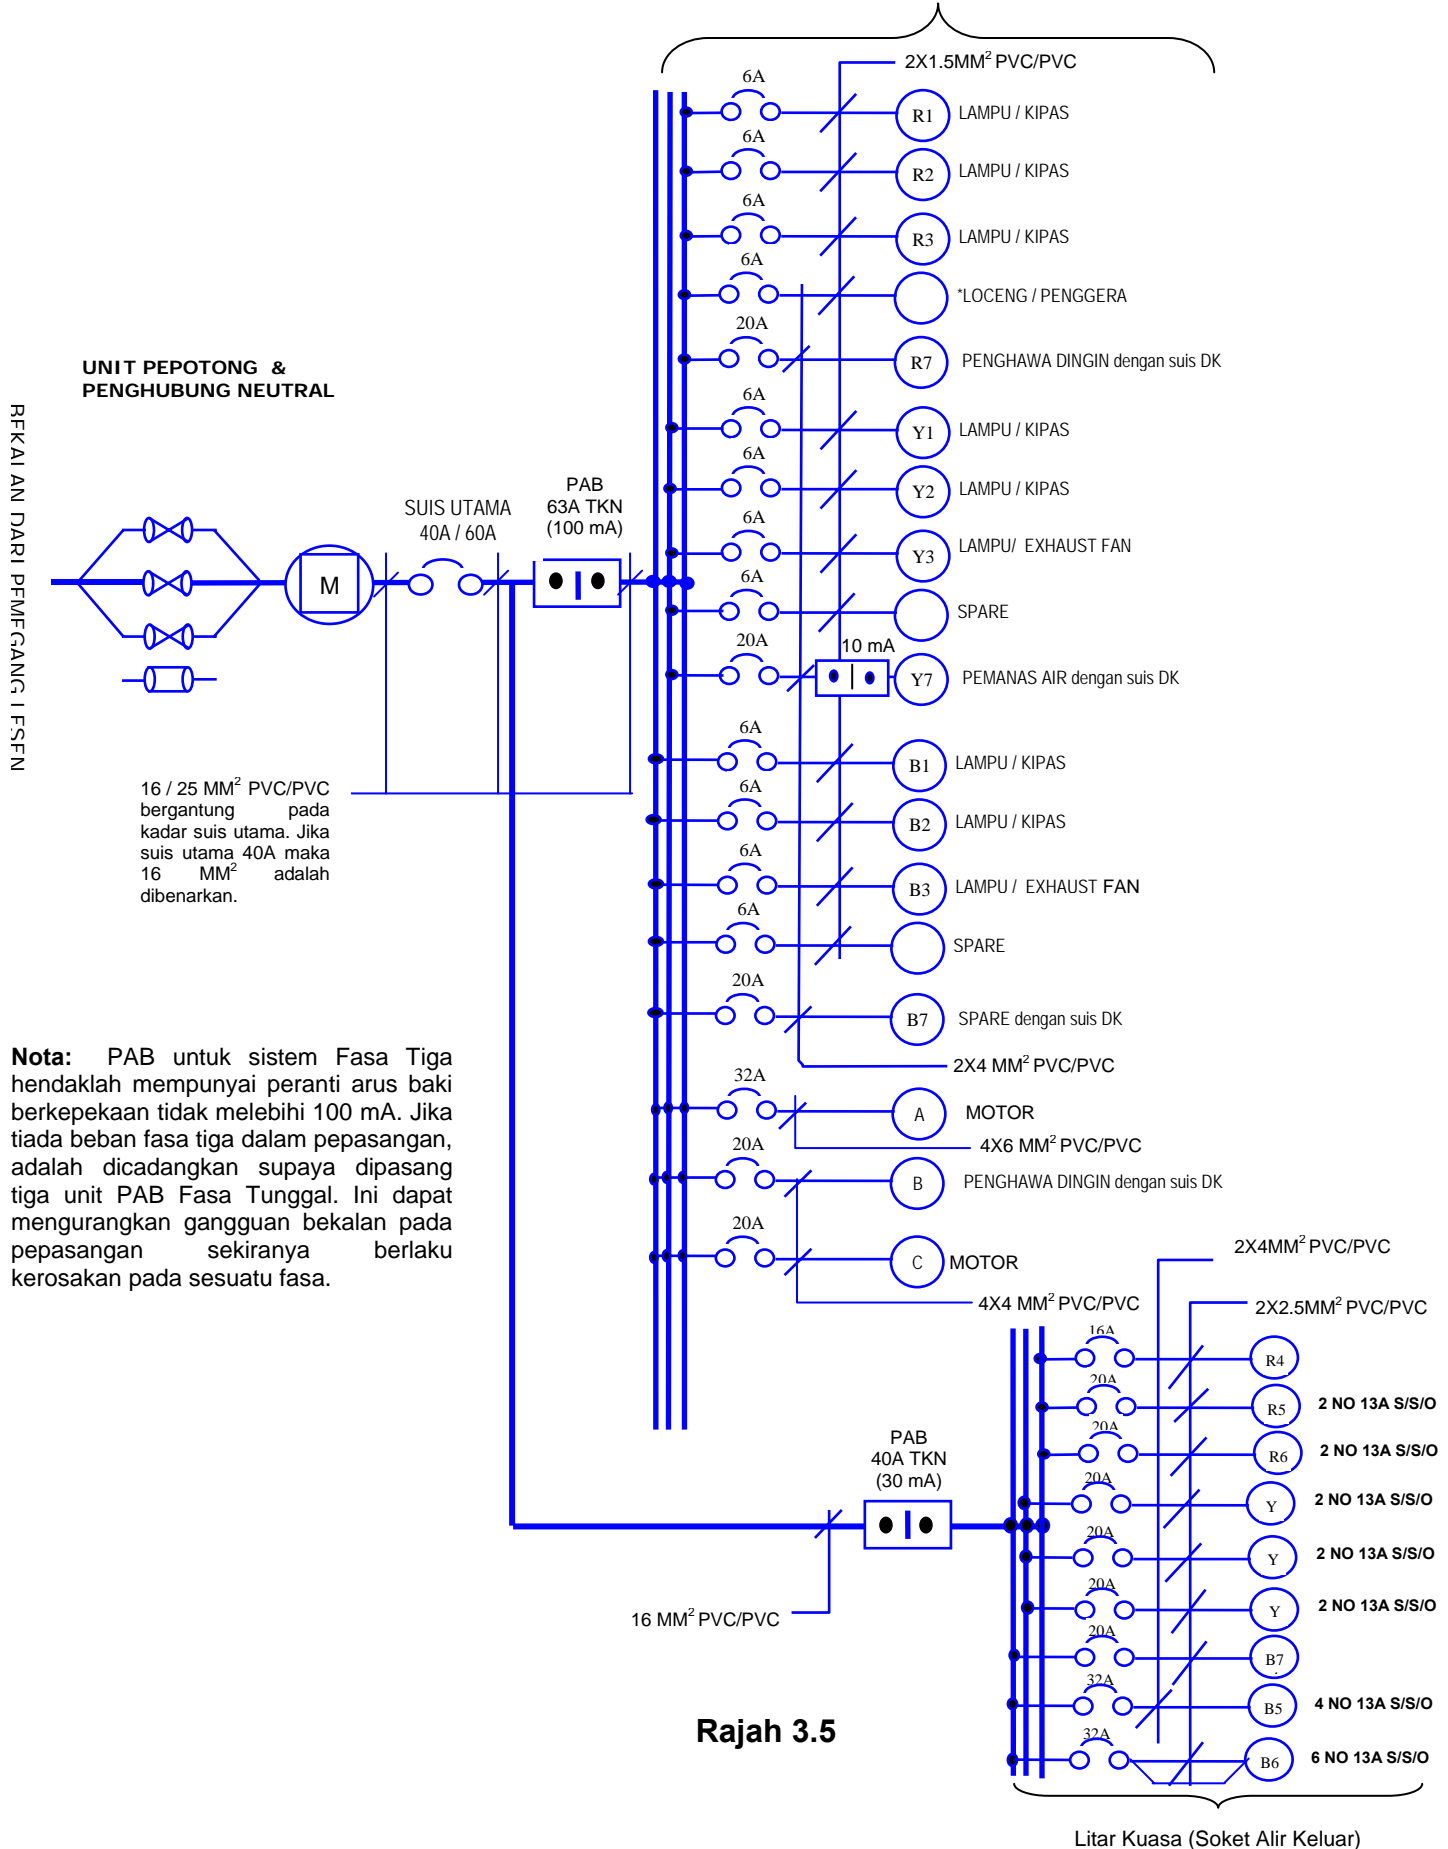 2X1.5MM² PVC/PVC
6A
R1 LAMPU / KIPAS
6A
R2 LAMPU / KIPAS
6A
R3 LAMPU / KIPAS
6A
*LOCENG / PENGGERA
20A
R7 PENGHAWA DINGIN dengan suis DK
6A
Y1 LAMPU / KIPAS
6A
Y2 LAMPU / KIPAS
6A
Y3 LAMPU/ EXHAUST FAN
6A
SPARE
20A
10 mA
Y7 PEMANAS AIR dengan suis DK
6A
B1 LAMPU / KIPAS
6A
B2 LAMPU / KIPAS
6A
B3 LAMPU / EXHAUST FAN
6A
SPARE
20A
B7 SPARE dengan suis DK
2X4 MM² PVC/PVC
32A
A MOTOR
4X6 MM² PVC/PVC
20A
B PENGHAWA DINGIN dengan suis DK
20A
C MOTOR
4X4 MM² PVC/PVC
UNIT PEPOTONG &
PENGHUBUNG NEUTRAL
BEKALAN DARI PEMEGANG LESEN
M
SUIS UTAMA
40A / 60A
PAB
63A TKN
(100 mA)
16 / 25 MM² PVC/PVC
bergantung pada
kadar suis utama. Jika
suis utama 40A maka
16 MM² adalah
dibenarkan.
Nota: PAB untuk sistem Fasa Tiga
hendaklah mempunyai peranti arus baki
berkepekaan tidak melebihi 100 mA. Jika
tiada beban fasa tiga dalam pepasangan,
adalah dicadangkan supaya dipasang
tiga unit PAB Fasa Tunggal. Ini dapat
mengurangkan gangguan bekalan pada
pepasangan sekiranya berlaku
kerosakan pada sesuatu fasa.
2X4MM² PVC/PVC
2X2.5MM² PVC/PVC
16A
R4
20A
R5 2 NO 13A S/S/O
20A
R6 2 NO 13A S/S/O
20A
Y 2 NO 13A S/S/O
20A
Y 2 NO 13A S/S/O
20A
Y 2 NO 13A S/S/O
20A
B7
32A
B5 4 NO 13A S/S/O
32A
B6 6 NO 13A S/S/O
PAB
40A TKN
(30 mA)
16 MM² PVC/PVC
Rajah 3.5
Litar Kuasa (Soket Alir Keluar)